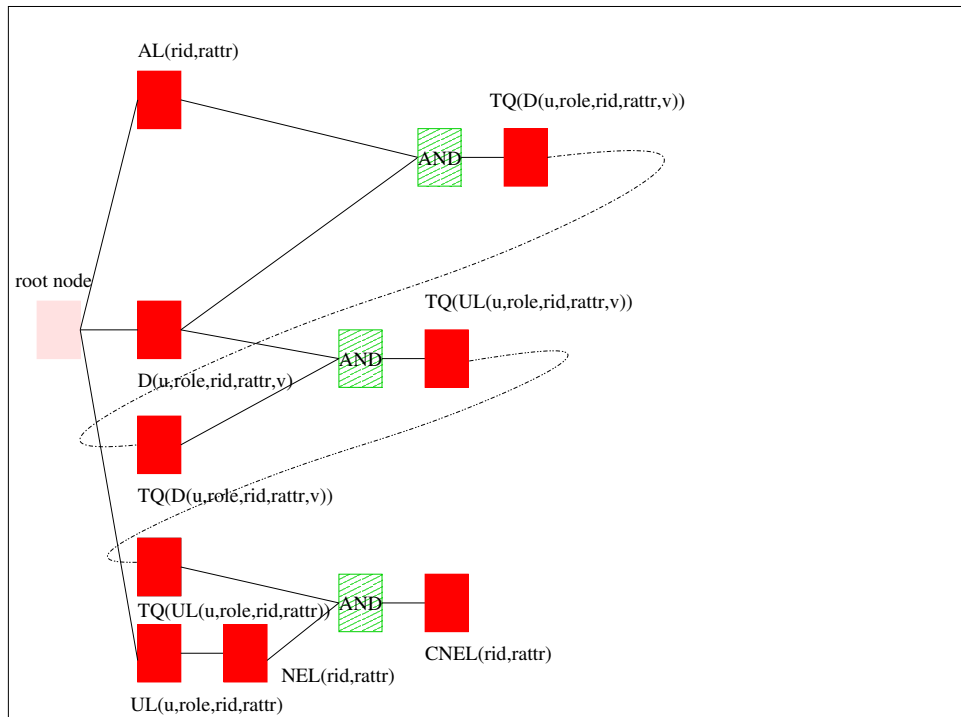 AL(rid,rattr)
TQ(D(u,role,rid,rattr,v))
AND
root node
TQ(UL(u,role,rid,rattr,v))
AND
D(u,role,rid,rattr,v)
TQ(D(u,role,rid,rattr,v))
TQ(UL(u,role,rid,rattr))
AND
CNEL(rid,rattr)
NEL(rid,rattr)
UL(u,role,rid,rattr)